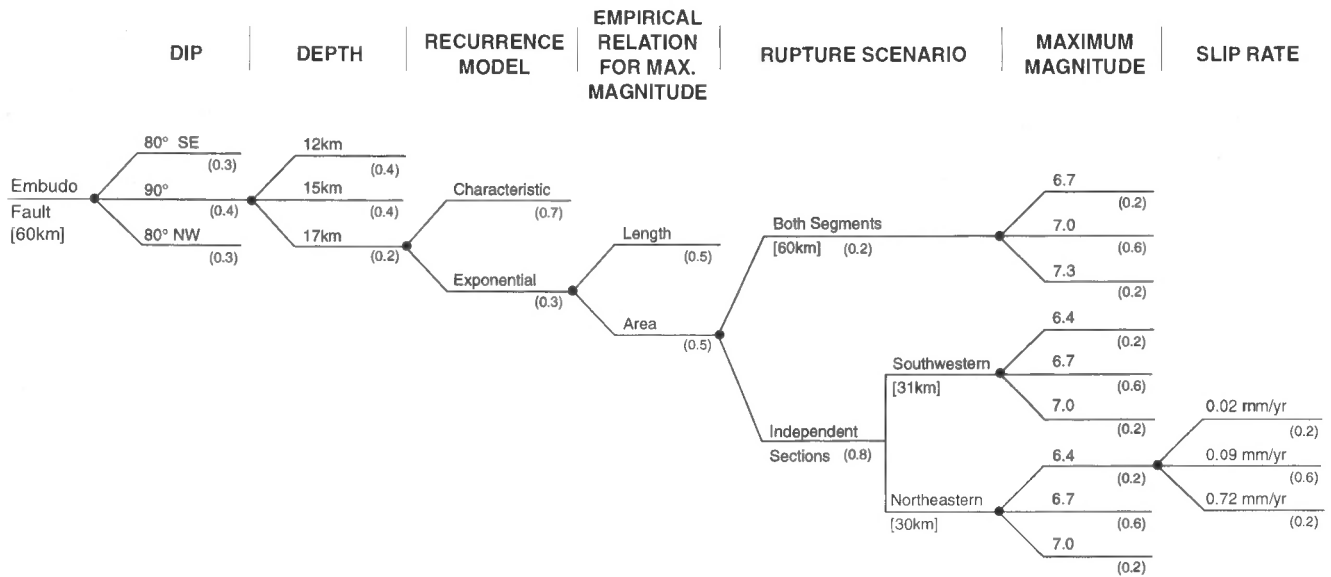 DIP
DEPTH
RECURRENCE
MODEL
EMPIRICAL
RELATION
FOR MAX.
MAGNITUDE
RUPTURE SCENARIO
MAXIMUM
MAGNITUDE
SLIP RATE
Embudo
Fault
[60km]
80° SE
(0.3)
90°
(0.4)
80° NW
(0.3)
12km
(0.4)
15km
(0.4)
17km
(0.2)
Characteristic
(0.7)
Exponential
(0.3)
Length
(0.5)
Area
(0.5)
Both Segments
[60km] (0.2)
Independent
Sections (0.8)
Southwestern
[31km]
Northeastern
[30km]
6.7
(0.2)
7.0
(0.6)
7.3
(0.2)
6.4
(0.2)
6.7
(0.6)
7.0
(0.2)
6.4
(0.2)
6.7
(0.6)
7.0
(0.2)
0.02 mm/yr
(0.2)
0.09 mm/yr
(0.6)
0.72 mm/yr
(0.2)